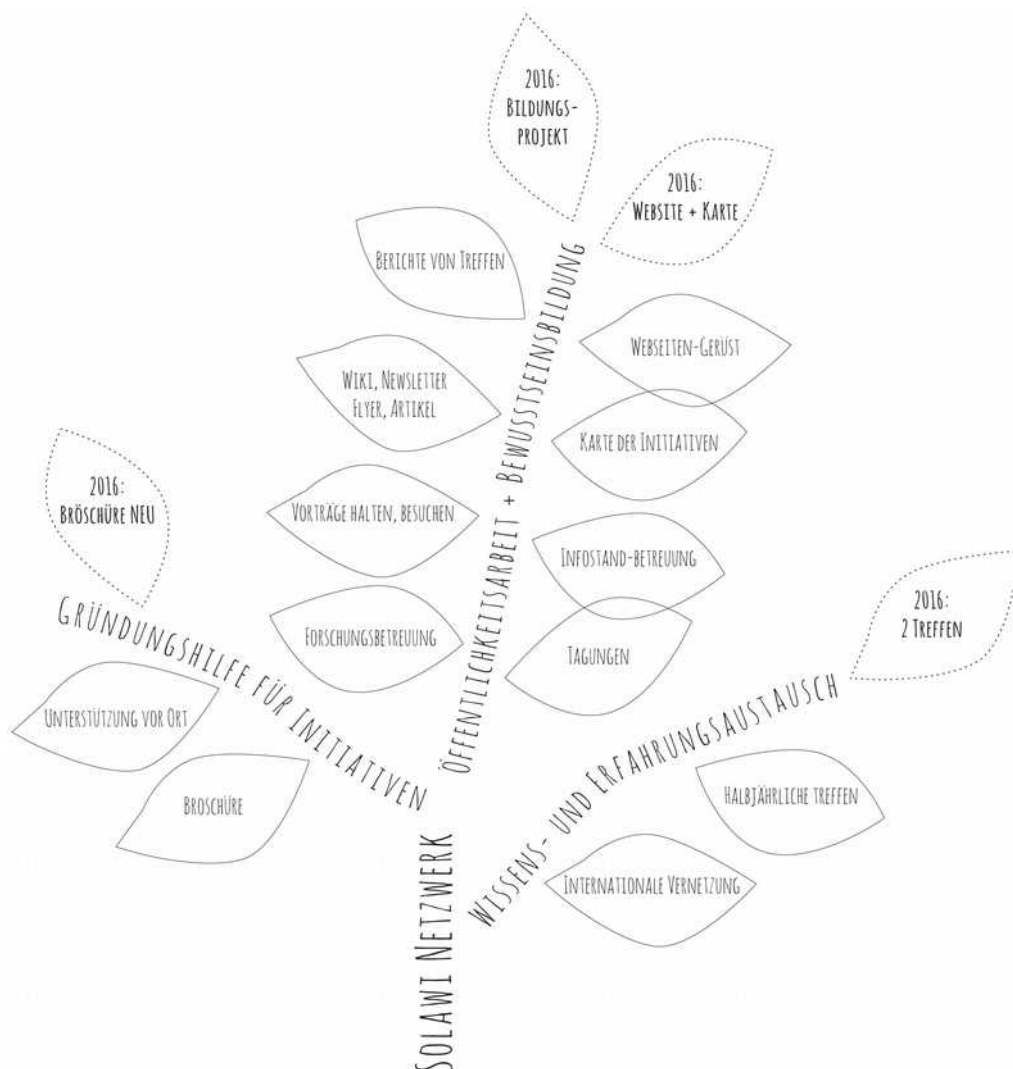 2016:
BILDUNGS-
PROJEKT
2016:
WEBSITE + KARTE
BERICHTE VON TREFFEN
WEBSEITEN-GERÜST
WIKI, NEWSLETTER
FLYER, ARTIKEL
KARTE DER INITIATIVEN
2016:
BRÖSCHÜRE NEU
VORTRÄGE HALTEN, BESUCHEN
INFOSTAND-BETREUUNG
FORSCHUNGSBETREUUNG
TAGUNGEN
2016:
2 TREFFEN
GRÜNDUNGSHILFE FÜR INITIATIVEN
ÖFFENTLICHKEITSARBEIT + BEWUSSTSEINSBILDUNG
WISSENS- UND ERFAHRUNGSAUSTAUSCH
UNTERSTÜTZUNG VOR ORT
BROSCHÜRE
HALBJÄHRLICHE TREFFEN
INTERNATIONALE VERNETZUNG
SOLAWI NETZWERK